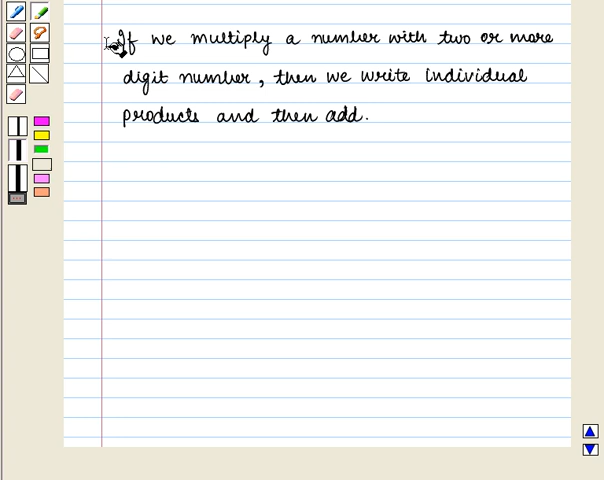 If we multiply a number with two or more
digit number, then we write individual
products and then add.